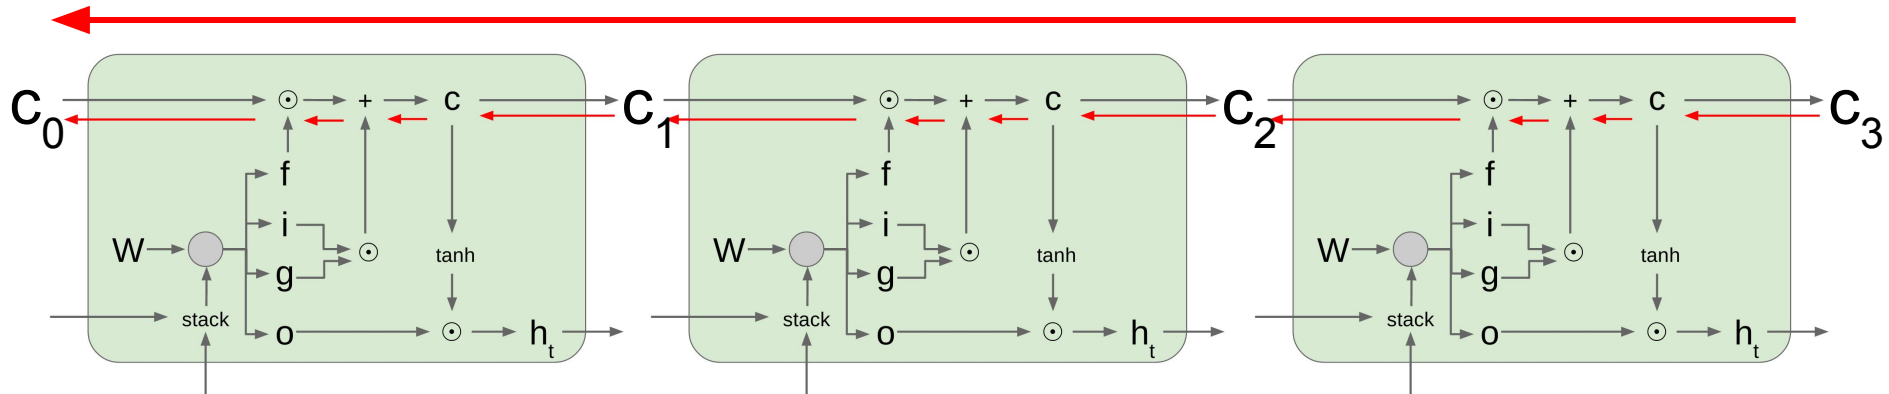 c0 ⊙ + c c1 ⊙ + c c2 ⊙ + c c3
f f f
i i i
W ⊙ tanh W ⊙ tanh W ⊙ tanh
g g g
stack stack stack
o ⊙ ht o ⊙ ht o ⊙ ht